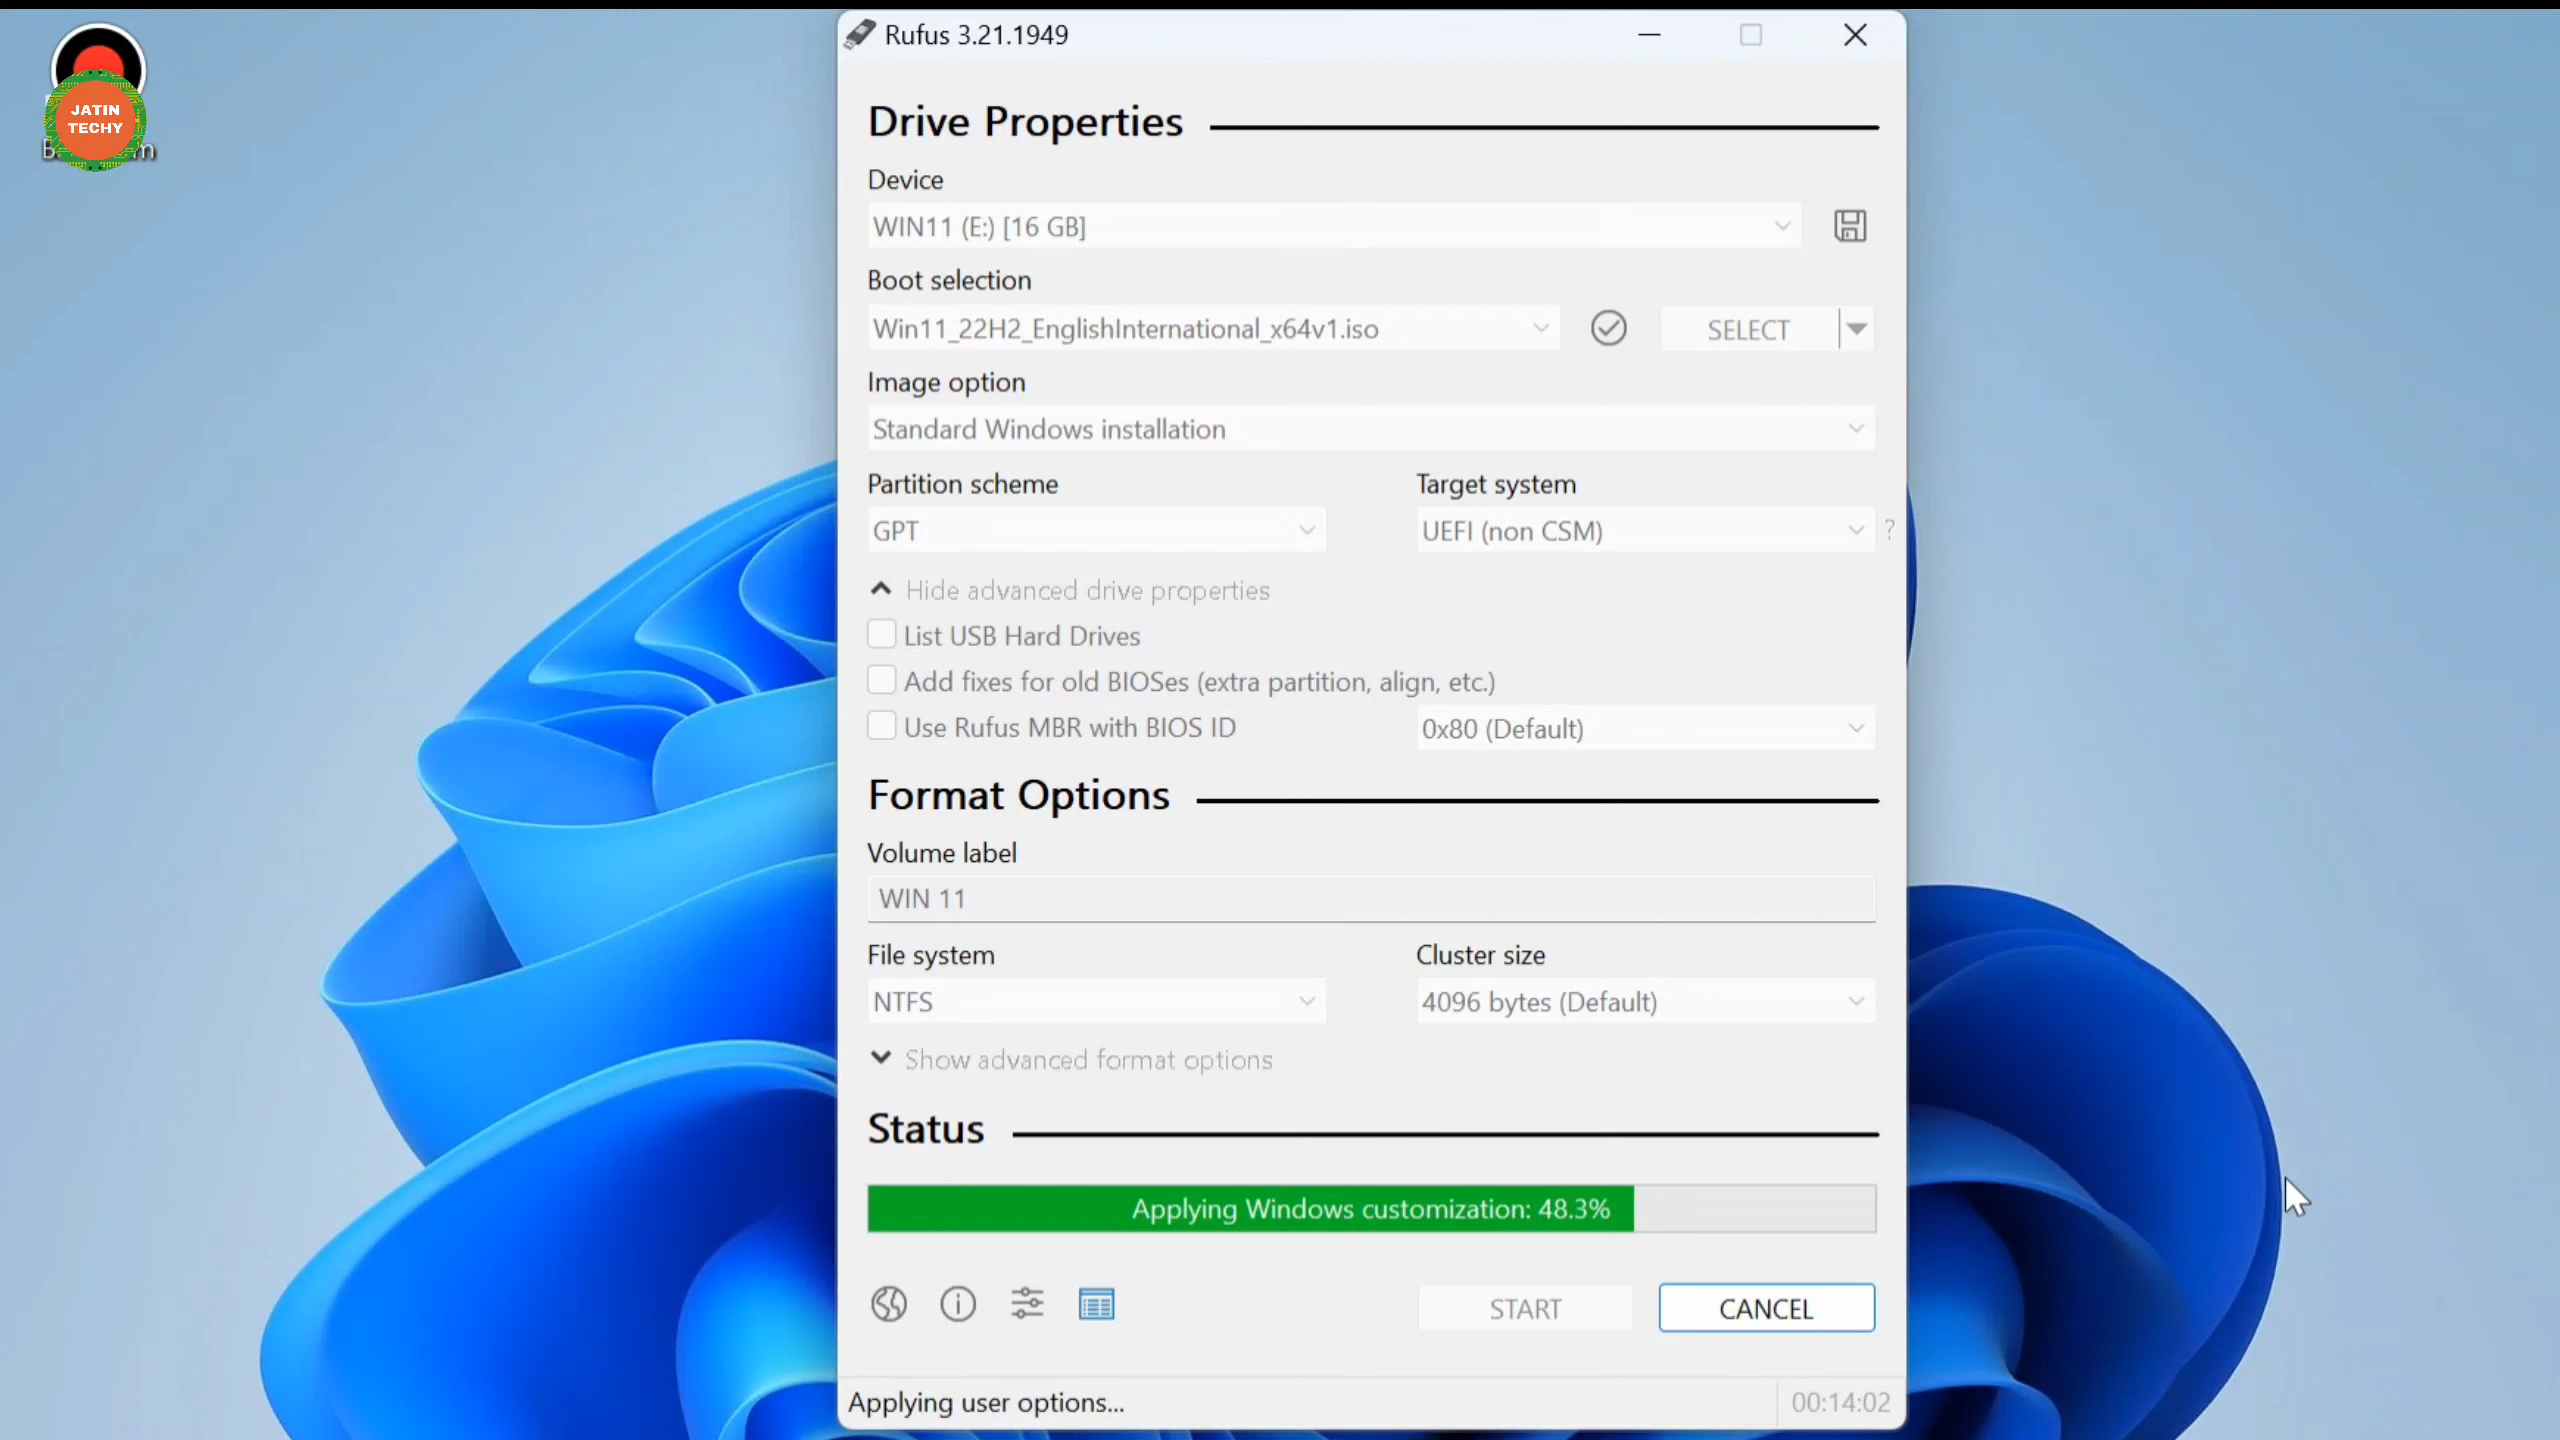 JATIN
TECHY
Rufus 3.21.1949
Drive Properties
Device
WIN11 (E:) [16 GB]
Boot selection
Win11_22H2_EnglishInternational_x64v1.iso
SELECT
Image option
Standard Windows installation
Partition scheme
Target system
GPT
UEFI (non CSM)
?
Hide advanced drive properties
List USB Hard Drives
Add fixes for old BIOSes (extra partition, align, etc.)
Use Rufus MBR with BIOS ID
0x80 (Default)
Format Options
Volume label
WIN 11
File system
Cluster size
NTFS
4096 bytes (Default)
Show advanced format options
Status
Applying Windows customization: 48.3%
START
CANCEL
Applying user options...
00:14:02